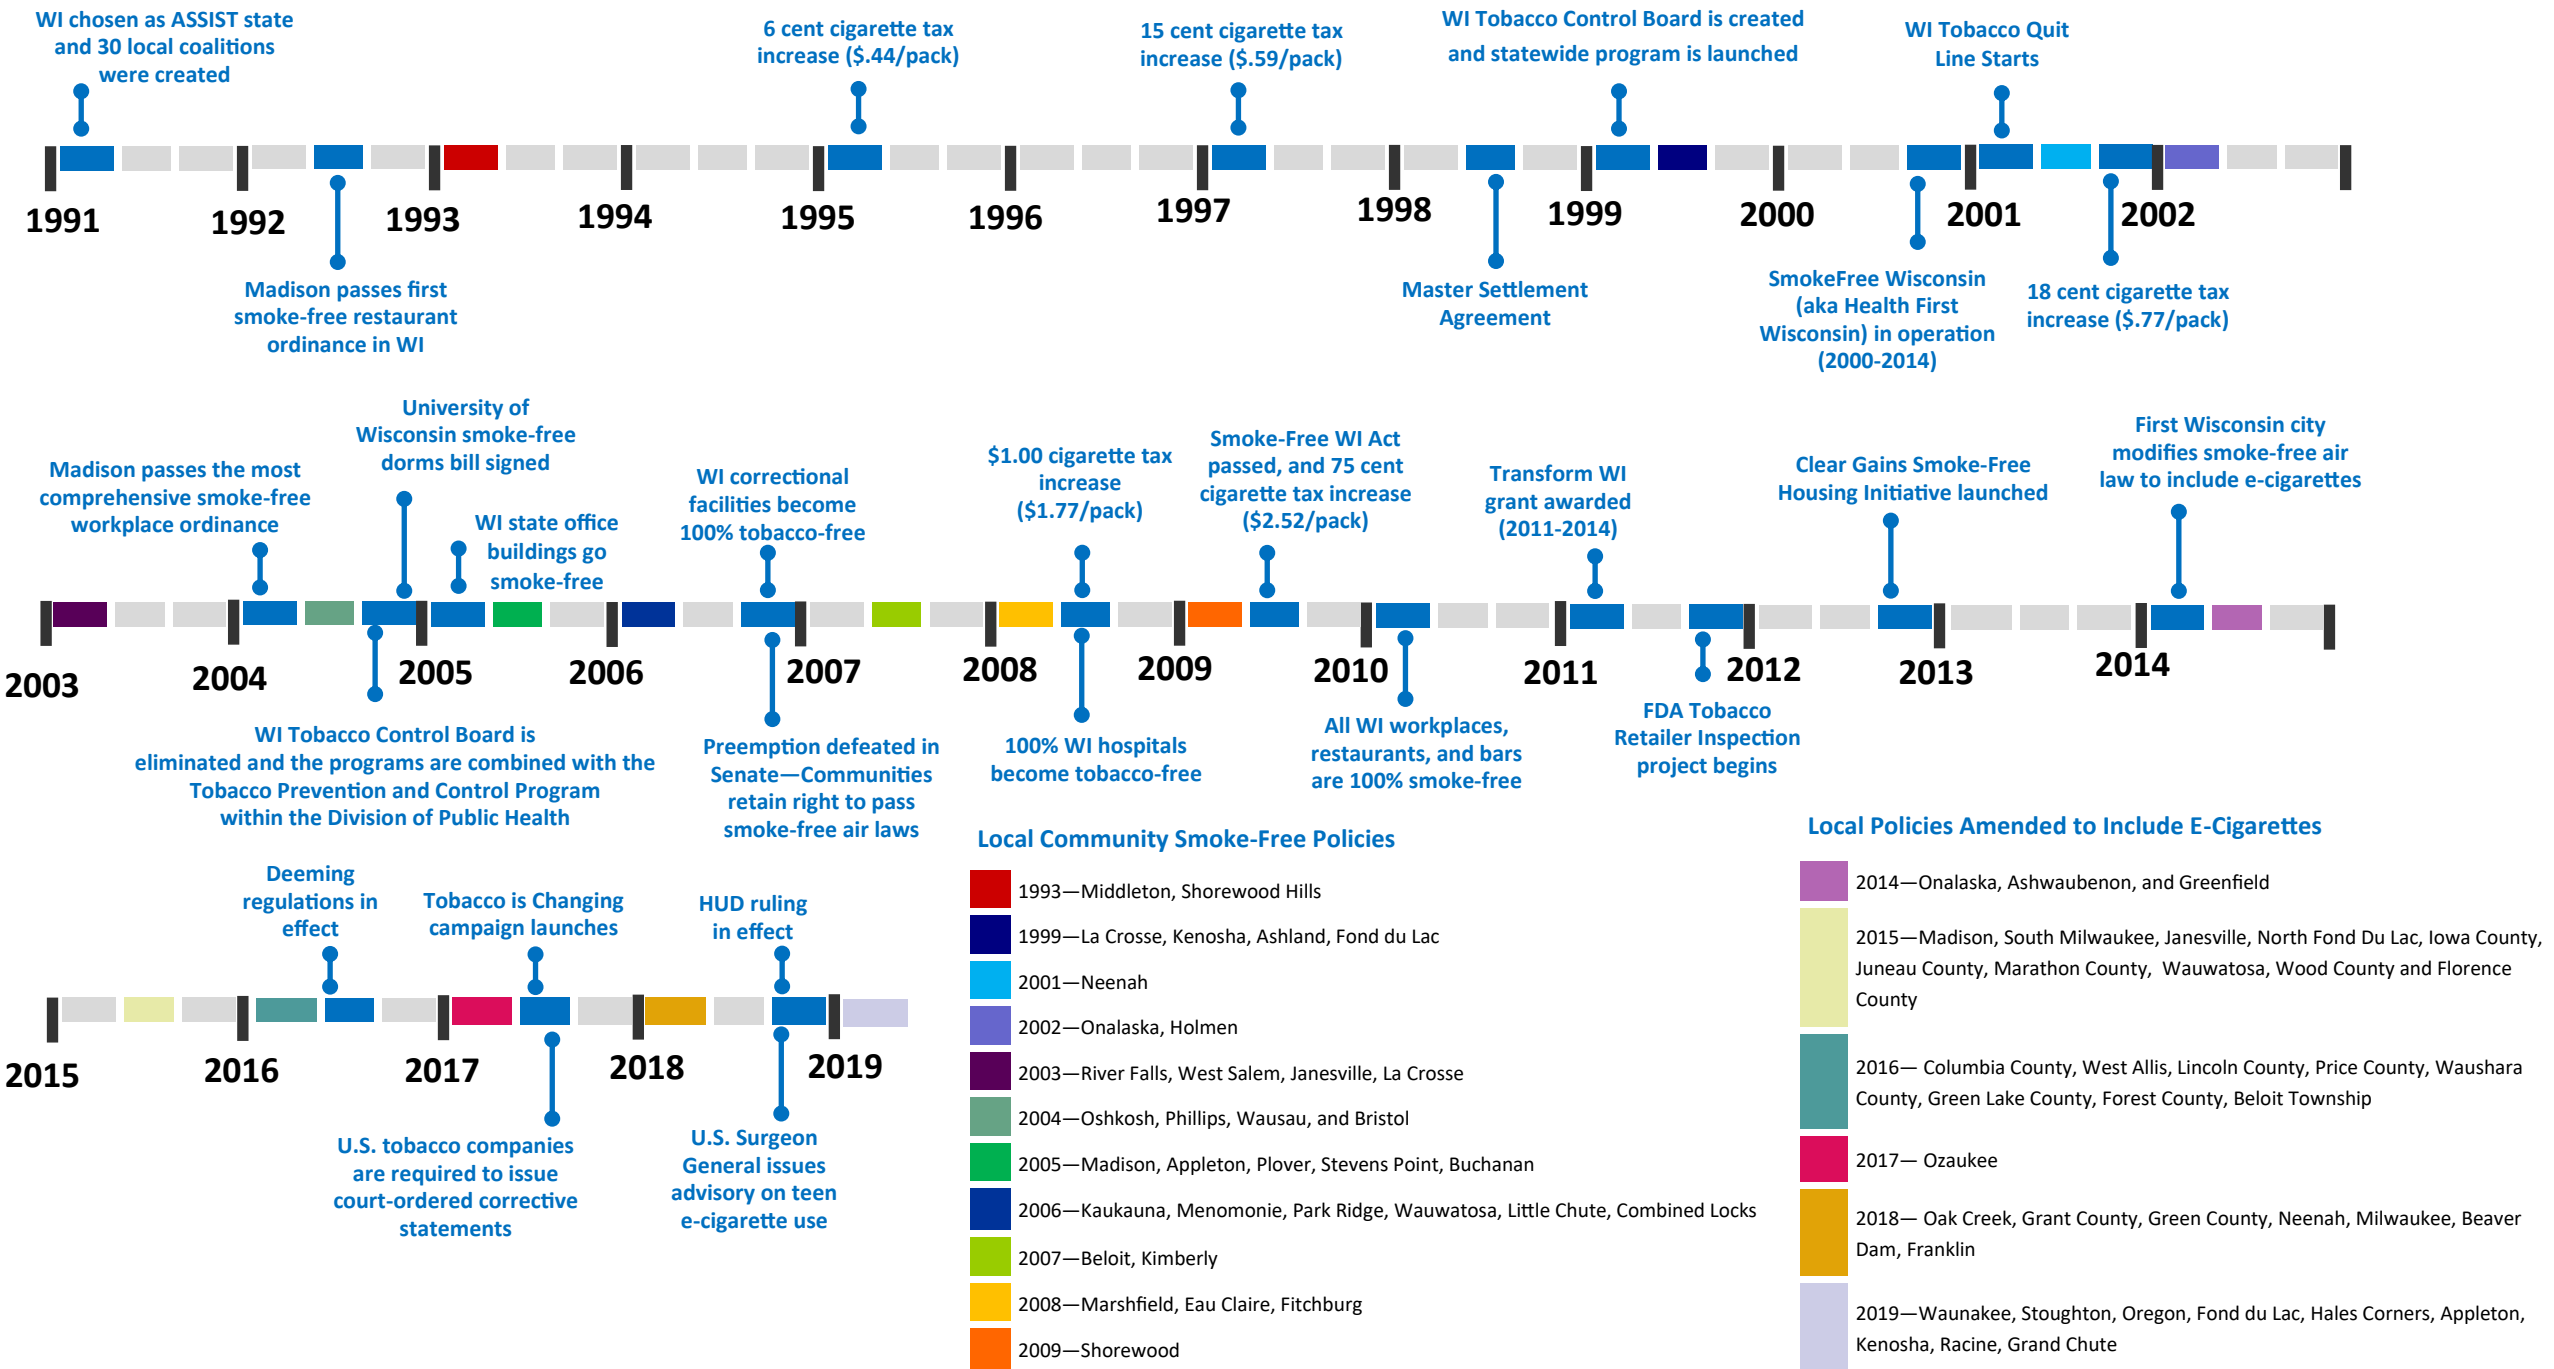 WI chosen as ASSIST state
and 30 local coalitions
were created
6 cent cigarette tax
increase ($.44/pack)
15 cent cigarette tax
increase ($.59/pack)
WI Tobacco Control Board is created
and statewide program is launched
WI Tobacco Quit
Line Starts
1991
1992
1993
1994
1995
1996
1997
1998
1999
2000
2001
2002
Madison passes first
smoke-free restaurant
ordinance in WI
Master Settlement
Agreement
SmokeFree Wisconsin
(aka Health First
Wisconsin) in operation
(2000-2014)
18 cent cigarette tax
increase ($.77/pack)
Madison passes the most
comprehensive smoke-free
workplace ordinance
University of
Wisconsin smoke-free
dorms bill signed
WI state office
buildings go
smoke-free
WI correctional
facilities become
100% tobacco-free
$1.00 cigarette tax
increase
($1.77/pack)
Smoke-Free WI Act
passed, and 75 cent
cigarette tax increase
($2.52/pack)
Transform WI
grant awarded
(2011-2014)
Clear Gains Smoke-Free
Housing Initiative launched
First Wisconsin city
modifies smoke-free air
law to include e-cigarettes
2003
2004
2005
2006
2007
2008
2009
2010
2011
2012
2013
2014
WI Tobacco Control Board is
eliminated and the programs are combined with the
Tobacco Prevention and Control Program
within the Division of Public Health
Preemption defeated in
Senate—Communities
retain right to pass
smoke-free air laws
100% WI hospitals
become tobacco-free
All WI workplaces,
restaurants, and bars
are 100% smoke-free
FDA Tobacco
Retailer Inspection
project begins
Deeming
regulations in
effect
Tobacco is Changing
campaign launches
HUD ruling
in effect
2015
2016
2017
2018
2019
U.S. tobacco companies
are required to issue
court-ordered corrective
statements
U.S. Surgeon
General issues
advisory on teen
e-cigarette use
Local Community Smoke-Free Policies
1993—Middleton, Shorewood Hills
1999—La Crosse, Kenosha, Ashland, Fond du Lac
2001—Neenah
2002—Onalaska, Holmen
2003—River Falls, West Salem, Janesville, La Crosse
2004—Oshkosh, Phillips, Wausau, and Bristol
2005—Madison, Appleton, Plover, Stevens Point, Buchanan
2006—Kaukauna, Menomonie, Park Ridge, Wauwatosa, Little Chute, Combined Locks
2007—Beloit, Kimberly
2008—Marshfield, Eau Claire, Fitchburg
2009—Shorewood
Local Policies Amended to Include E-Cigarettes
2014—Onalaska, Ashwaubenon, and Greenfield
2015—Madison, South Milwaukee, Janesville, North Fond Du Lac, Iowa County,
Juneau County, Marathon County, Wauwatosa, Wood County and Florence
County
2016— Columbia County, West Allis, Lincoln County, Price County, Waushara
County, Green Lake County, Forest County, Beloit Township
2017— Ozaukee
2018— Oak Creek, Grant County, Green County, Neenah, Milwaukee, Beaver
Dam, Franklin
2019—Waunakee, Stoughton, Oregon, Fond du Lac, Hales Corners, Appleton,
Kenosha, Racine, Grand Chute